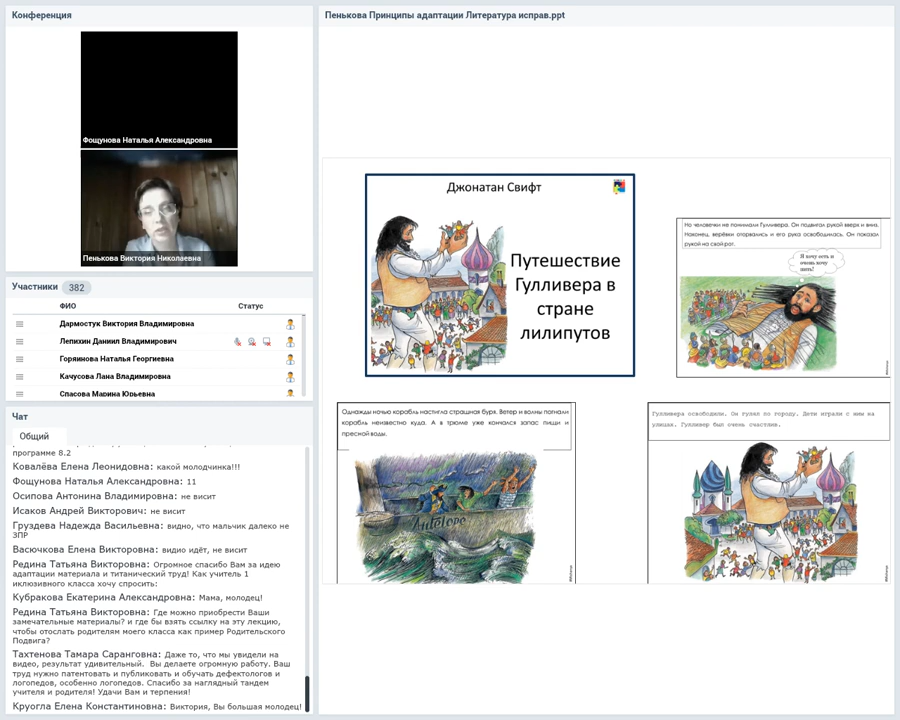 Конференция
Фощунова Наталья Александровна
Пенькова Виктория Николаевна
Участники 382
ФИО Статус
Дармостук Виктория Владимировна
Лепихин Даниил Владимирович
Горяинова Наталья Георгиевна
Качусова Лана Владимировна
Спасова Марина Юрьевна
Чат
Общий
программе 8.2
Ковалёва Елена Леонидовна: какой молодчинка!!!
Фощунова Наталья Александровна: 11
Осипова Антонина Владимировна: не висит
Исаков Андрей Викторович: не висит
Груздева Надежда Васильевна: видно, что мальчик далеко не
ЗПР
Васючкова Елена Викторовна: видио идёт, не висит
Редина Татьяна Викторовна: Огромное спасибо Вам за идею
адаптации материала и титанический труд! Как учитель 1
иклюзивного класса хочу спросить:
Кубракова Екатерина Александровна: Мама, молодец!
Редина Татьяна Викторовна: Где можно приобрести Ваши
замечательные материалы? и где бы взять ссылку на эту лекцию,
чтобы отослать родителям моего класса как пример Родительского
Подвига?
Тахтенова Тамара Саранговна: Даже то, что мы увидели на
видео, результат удивительный. Вы делаете огромную работу. Ваш
труд нужно патентовать и публиковать и обучать дефектологов и
логопедов, особенно логопедов. Спасибо за наглядный тандем
учителя и родителя! Удачи Вам и терпения!
Круогла Елена Константиновна: Виктория, Вы большая молодец!
Пенькова Принципы адаптации Литература исправ.ppt
Джонатан Свифт
Путешествие
Гулливера в
стране
лилипутов
Но человечки не понимали Гулливера. Он подвигал рукой вверх и вниз.
Наконец, верёвки оторвались и его рука освободилась. Он показал
рукой на свой рот.
Я хочу есть и
очень хочу
пить!
Однажды ночью корабль настигла страшная буря. Ветер и волны погнали
корабль неизвестно куда. А в трюме уже кончался запас пищи и
пресной воды.
Antelope
Гулливера освободили. Он гулял по городу. Дети играли с ним на
улицах. Гулливер был очень счастлив.